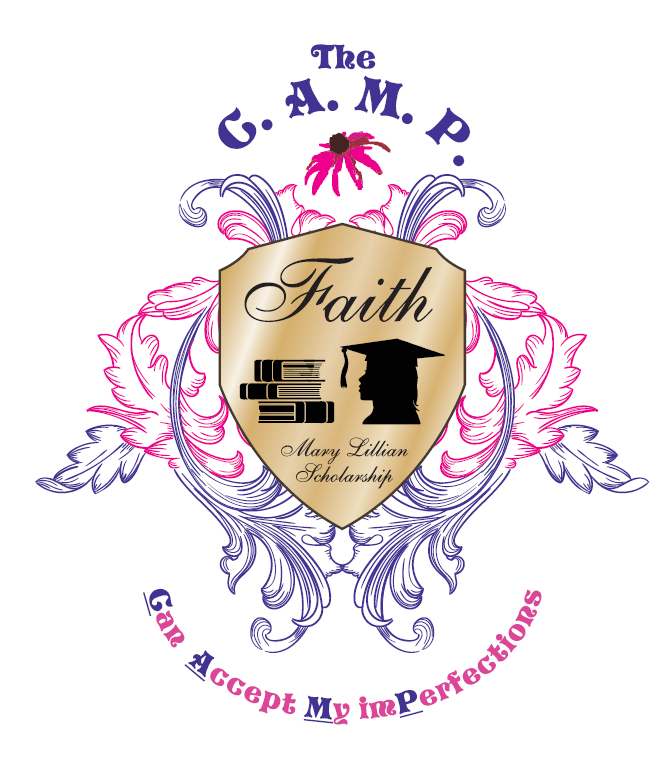 The
C. A. M. P.
Faith
Mary Lillian
Scholarship
Can Accept My imPerfections